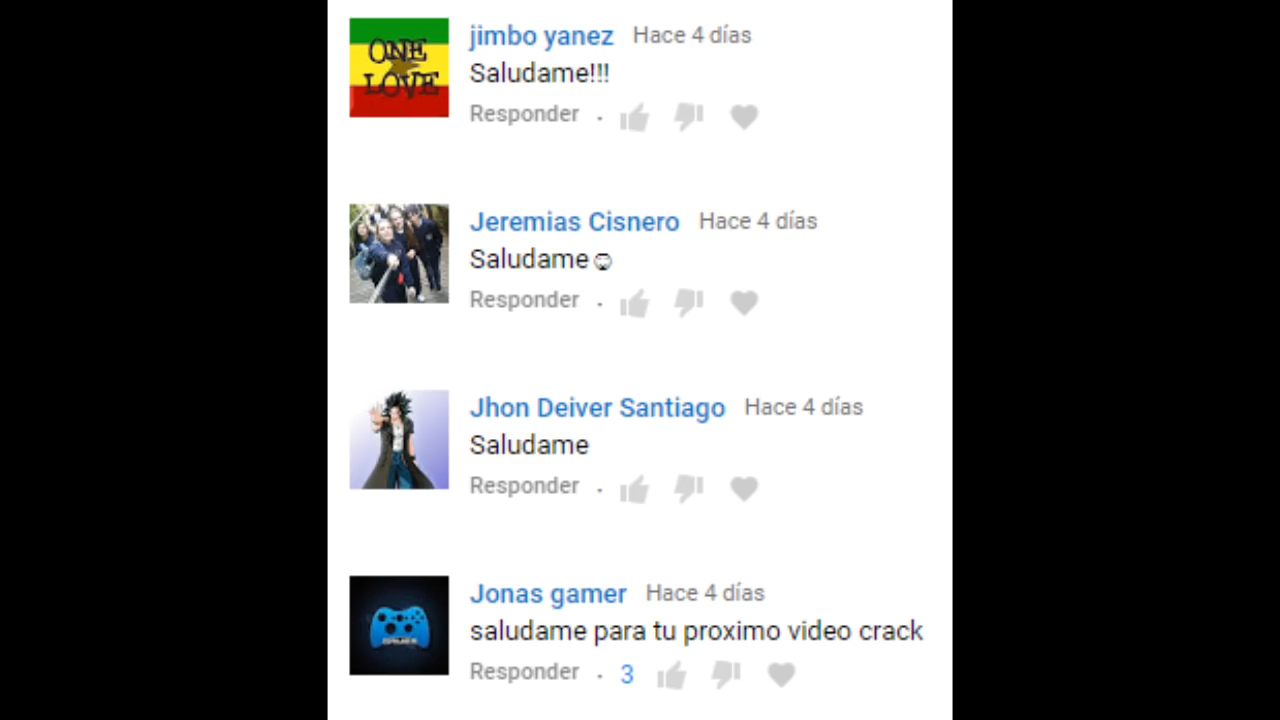 ONE
LOVE
jimbo yanez Hace 4 días
Saludame!!!
Responder .
Jeremias Cisnero Hace 4 días
Saludame
Responder .
Jhon Deiver Santiago Hace 4 días
Saludame
Responder .
Jonas gamer Hace 4 días
saludame para tu proximo video crack
Responder . 3